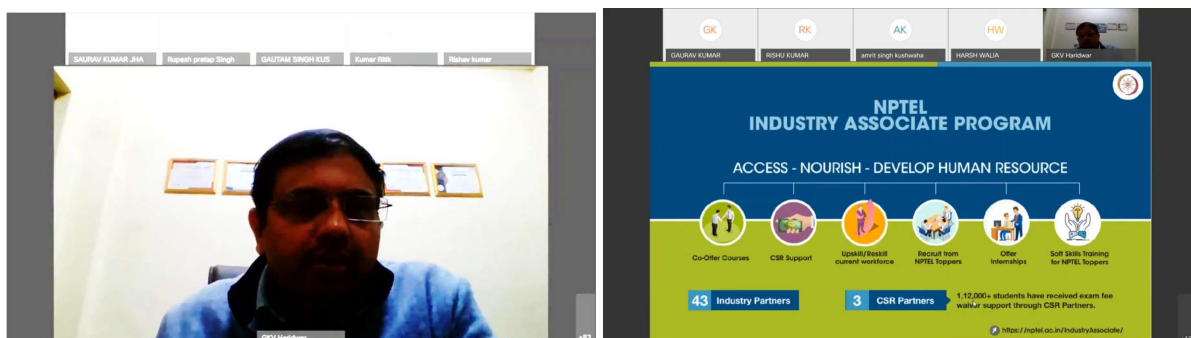 SAURAV KUMAR JHA
Rupesh pratap Singh
GAUTAM SINGH KUS
Kumar Ritik
Rishav kumar
GKV Haridwar
GK
RK
AK
HW
GAURAV KUMAR
RISHU KUMAR
amrit singh kushwaha
HARSH WALIA
GKV Haridwar
NPTEL
INDUSTRY ASSOCIATE PROGRAM
ACCESS - NOURISH - DEVELOP HUMAN RESOURCE
Co-Offer Courses
CSR Support
Upskill/Reskill
current workforce
Recruit from
NPTEL Toppers
Offer
Internships
Soft Skills Training
for NPTEL Toppers
43 Industry Partners
3 CSR Partners
1,12,000+ students have received exam fee
waiver support through CSR Partners.
https://nptel.ac.in/IndustryAssociate/